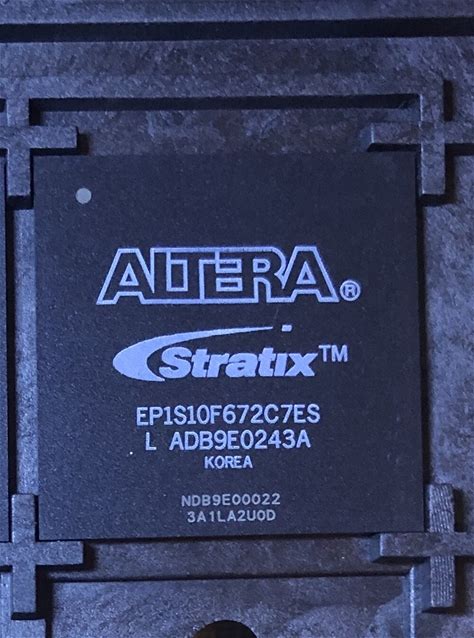 ALTERA®
Stratix™
EP1S10F672C7ES
L ADB9E0243A
KOREA
NDB9E00022
3A1LA2U0D